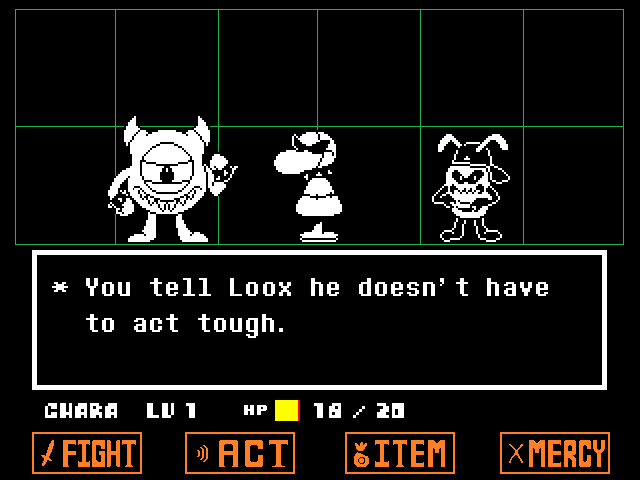 * You tell Loox he doesn't have
to act tough.
CHARA LV 1 HP 18 / 20
FIGHT ACT ITEM MERCY